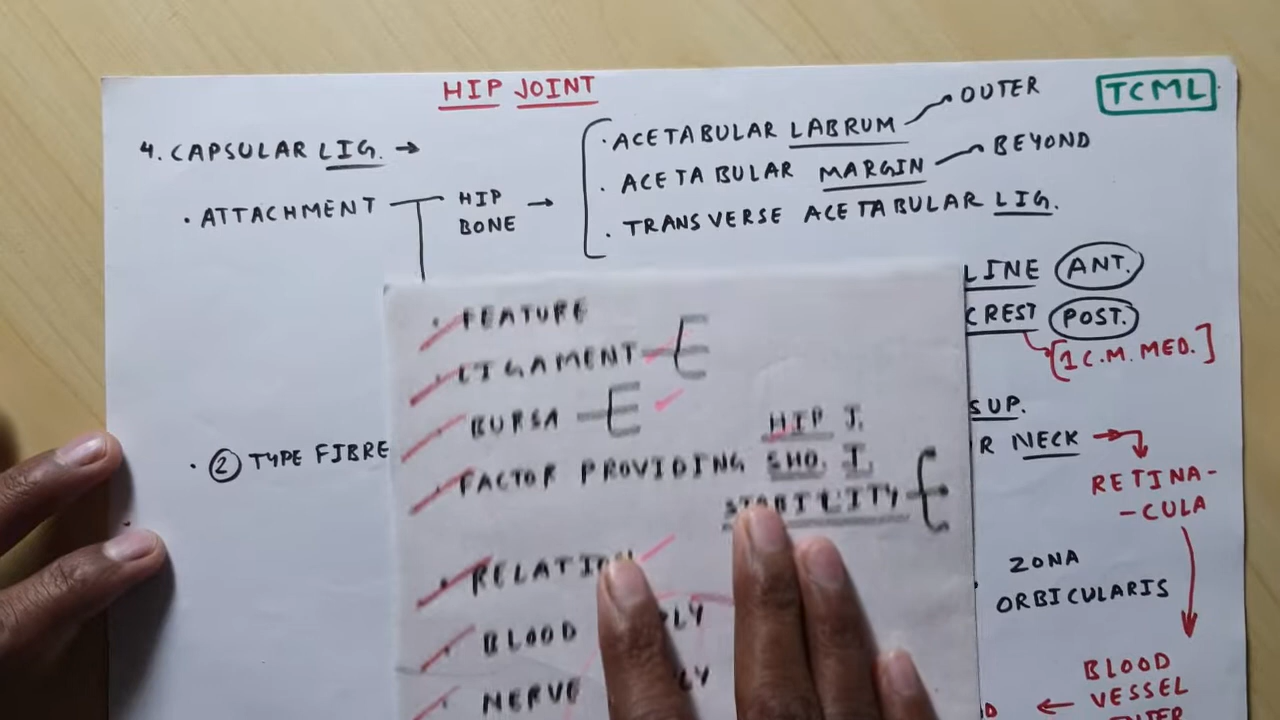 HIP JOINT
TCML
4. CAPSULAR LIG. →
· ATTACHMENT
HIP BONE →
· ACETABULAR LABRUM
OUTER
· ACETABULAR MARGIN
BEYOND
· TRANSVERSE ACETABULAR LIG.
LINE ANT.
CREST POST.
[1 C.M. MED.]
SUP.
R NECK →
RETINA-
-CULA
· ② TYPE FIBRE
ZONA
ORBICULARIS
BLOOD
VESSEL
· FEATURE
· LIGAMENT
· BURSA
· FACTOR PROVIDING
HIP J.
SHO. J.
STABILITY
· RELATION
· BLOOD
PLY
· NERVE
PLY